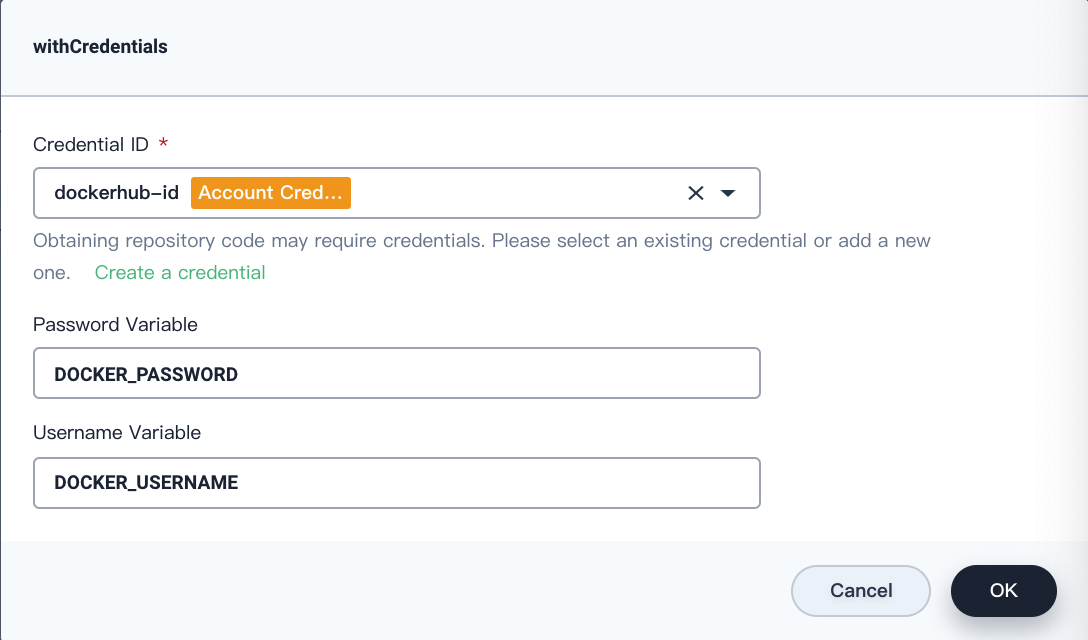 withCredentials
Credential ID *
dockerhub-id Account Cred...
Obtaining repository code may require credentials. Please select an existing credential or add a new
one. Create a credential
Password Variable
DOCKER_PASSWORD
Username Variable
DOCKER_USERNAME
Cancel OK